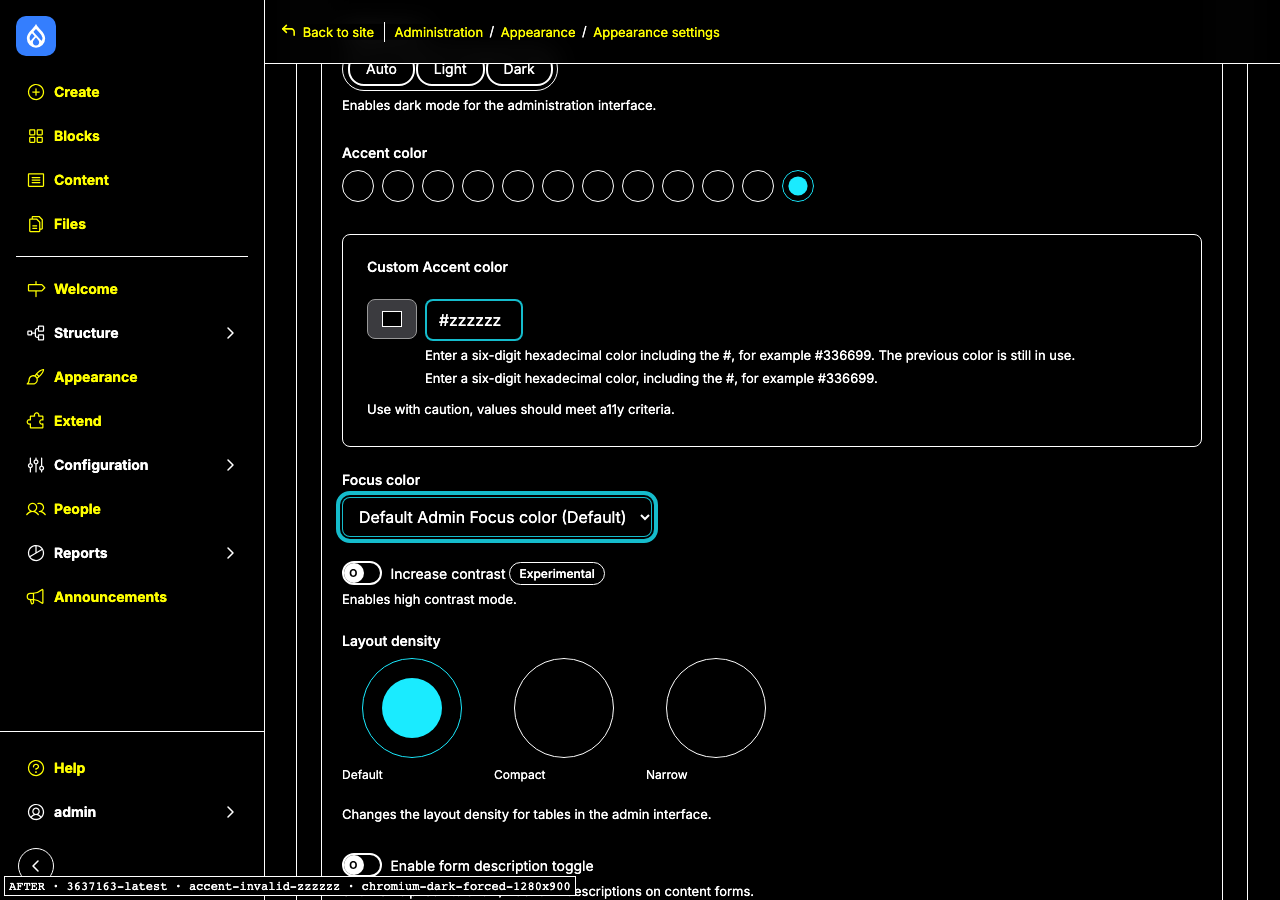 Back to site
Administration / Appearance / Appearance settings
Create
Blocks
Content
Files
Welcome
Structure
Appearance
Extend
Configuration
People
Reports
Announcements
Help
admin
Auto Light Dark
Enables dark mode for the administration interface.
Accent color
Custom Accent color
#zzzzzz
Enter a six-digit hexadecimal color including the #, for example #336699. The previous color is still in use.
Enter a six-digit hexadecimal color, including the #, for example #336699.
Use with caution, values should meet a11y criteria.
Focus color
Default Admin Focus color (Default)
Increase contrast Experimental
Enables high contrast mode.
Layout density
Default Compact Narrow
Changes the layout density for tables in the admin interface.
Enable form description toggle
escriptions on content forms.
AFTER · 3637163-latest · accent-invalid-zzzzzz · chromium-dark-forced-1280x900